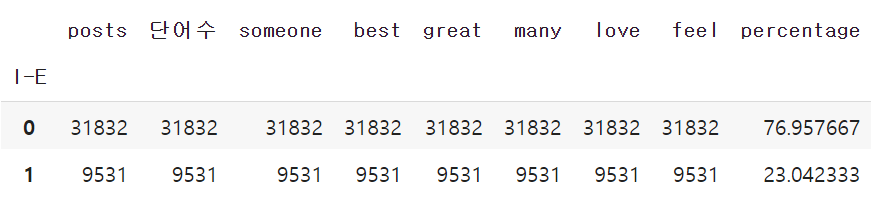 posts 단어수 someone best great many love feel percentage
I-E
0 31832 31832 31832 31832 31832 31832 31832 31832 76.957667
1 9531 9531 9531 9531 9531 9531 9531 9531 23.042333